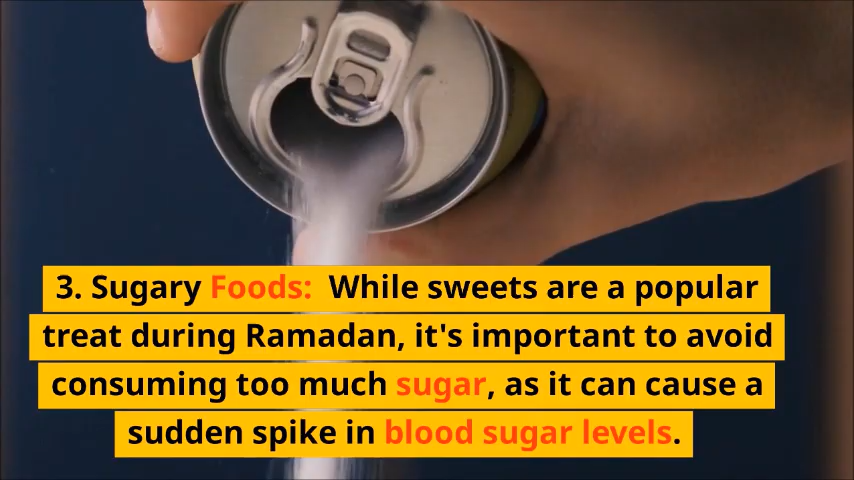 3. Sugary Foods: While sweets are a popular
treat during Ramadan, it's important to avoid
consuming too much sugar, as it can cause a
sudden spike in blood sugar levels.